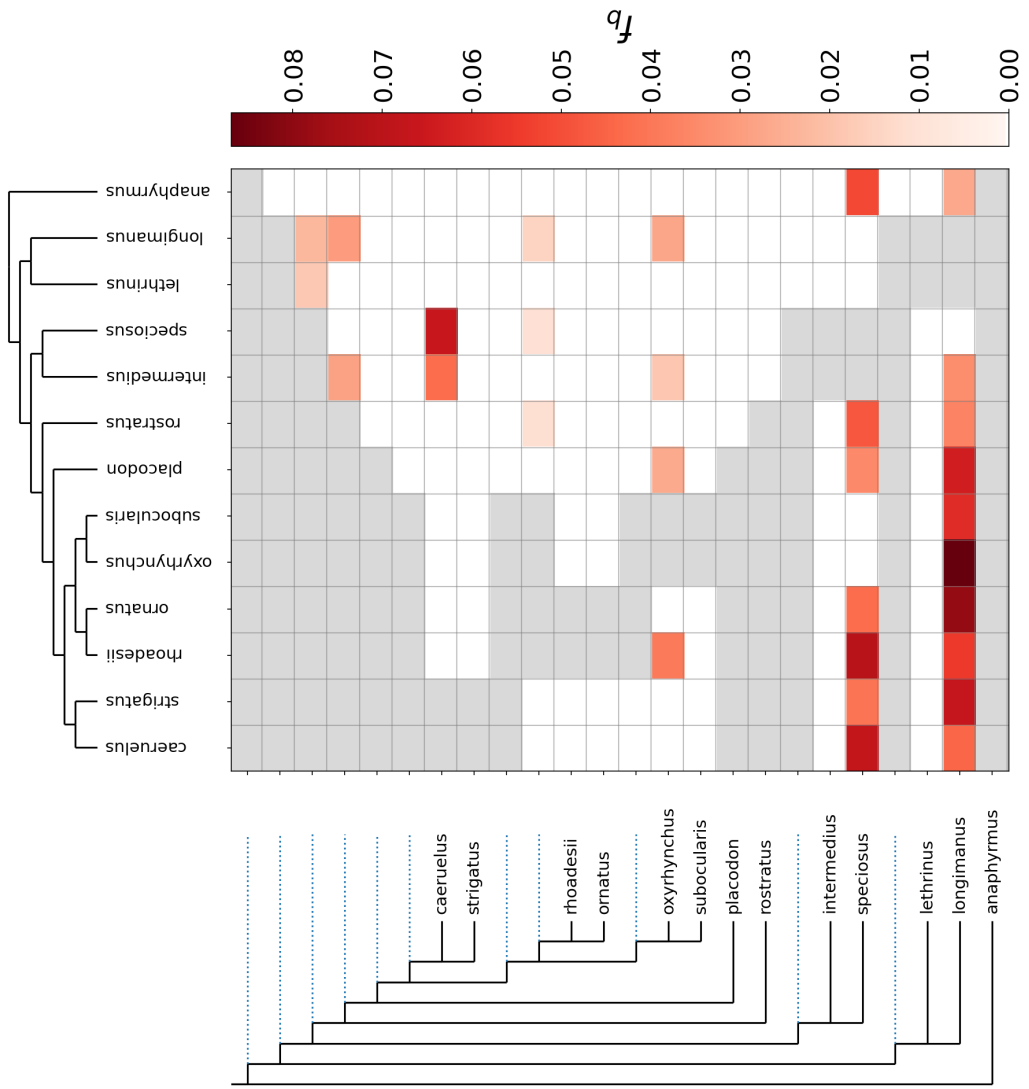 f_b
0.08
0.07
0.06
0.05
0.04
0.03
0.02
0.01
0.00
anaphyrmus
longimanus
lethrinus
speciosus
intermedius
rostratus
placodon
subocularis
oxyrhynchus
ornatus
rhoadesii
strigatus
caeruelus
caeruelus
strigatus
rhoadesii
ornatus
oxyrhynchus
subocularis
placodon
rostratus
intermedius
speciosus
lethrinus
longimanus
anaphyrmus